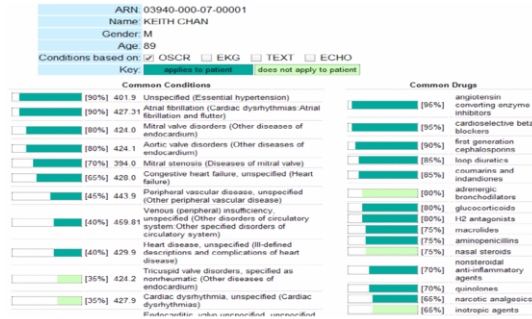 ARN: 03940-000-07-00001
Name: KEITH CHAN
Gender: M
Age: 89
Conditions based on: OSCR EKG TEXT ECHO
Key: applies to patient does not apply to patient
Common Conditions
[90%] 401.9 Unspecified (Essential hypertension)
[90%] 427.31 Atrial fibrillation (Cardiac dysrhythmias:Atrial
fibrillation and flutter)
[80%] 424.0 Mitral valve disorders (Other diseases of
endocardium)
[80%] 424.1 Aortic valve disorders (Other diseases of
endocardium)
[70%] 394.0 Mitral stenosis (Diseases of mitral valve)
[65%] 428.0 Congestive heart failure, unspecified (Heart
failure)
[45%] 443.9 Peripheral vascular disease, unspecified
(Other peripheral vascular disease)
[40%] 459.81 Venous (peripheral) insufficiency,
unspecified (Other disorders of circulatory
system:Other specified disorders of
circulatory system)
[40%] 429.9 Heart disease, unspecified (Ill-defined
descriptions and complications of heart
disease)
[35%] 424.2 Tricuspid valve disorders, specified as
nonrheumatic (Other diseases of
endocardium)
[35%] 427.9 Cardiac dysrhythmia, unspecified (Cardiac
dysrhythmias)
Endocarditis, valve unspecified, unspecified
Common Drugs
[96%] angiotensin
converting enzyme
inhibitors
[95%] cardioselective beta
blockers
[90%] first generation
cephalosporins
[85%] loop diuretics
[85%] coumarins and
indandiones
[80%] adrenergic
bronchodilators
[80%] glucocorticoids
[80%] H2 antagonists
[75%] macrolides
[75%] aminopenicillins
[75%] nasal steroids
[70%] nonsteroidal
anti-inflammatory
agents
[70%] quinolones
[66%] narcotic analgesics
[65%] inotropic agents